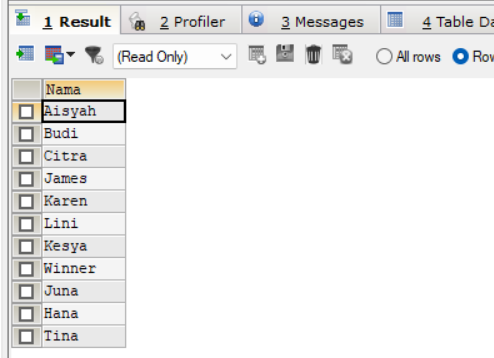 1 Result 2 Profiler 3 Messages 4 Table Da
(Read Only) All rows Row
Nama
Aisyah
Budi
Citra
James
Karen
Lini
Kesya
Winner
Juna
Hana
Tina